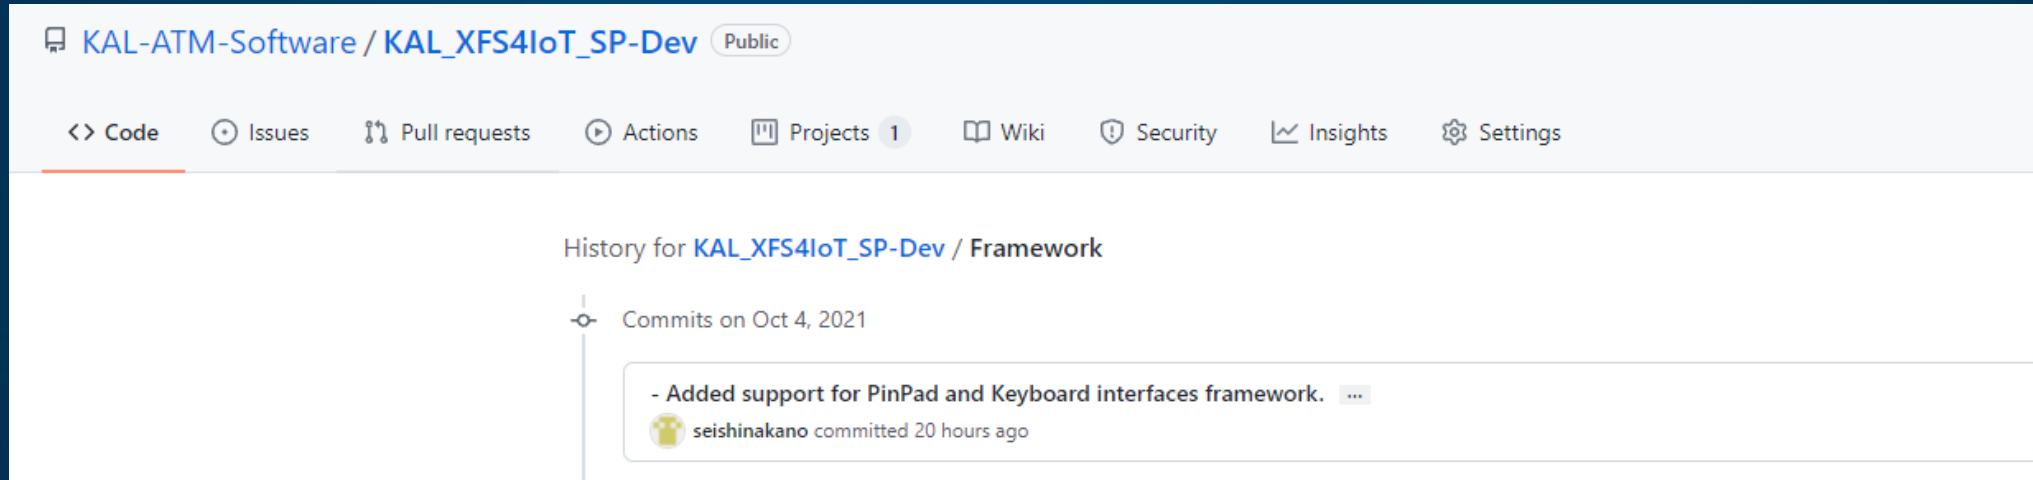 KAL-ATM-Software / KAL_XFS4IoT_SP-Dev Public
Code Issues Pull requests Actions Projects 1 Wiki Security Insights Settings
History for KAL_XFS4IoT_SP-Dev / Framework
Commits on Oct 4, 2021
- Added support for PinPad and Keyboard interfaces framework. ...
seishinakano committed 20 hours ago